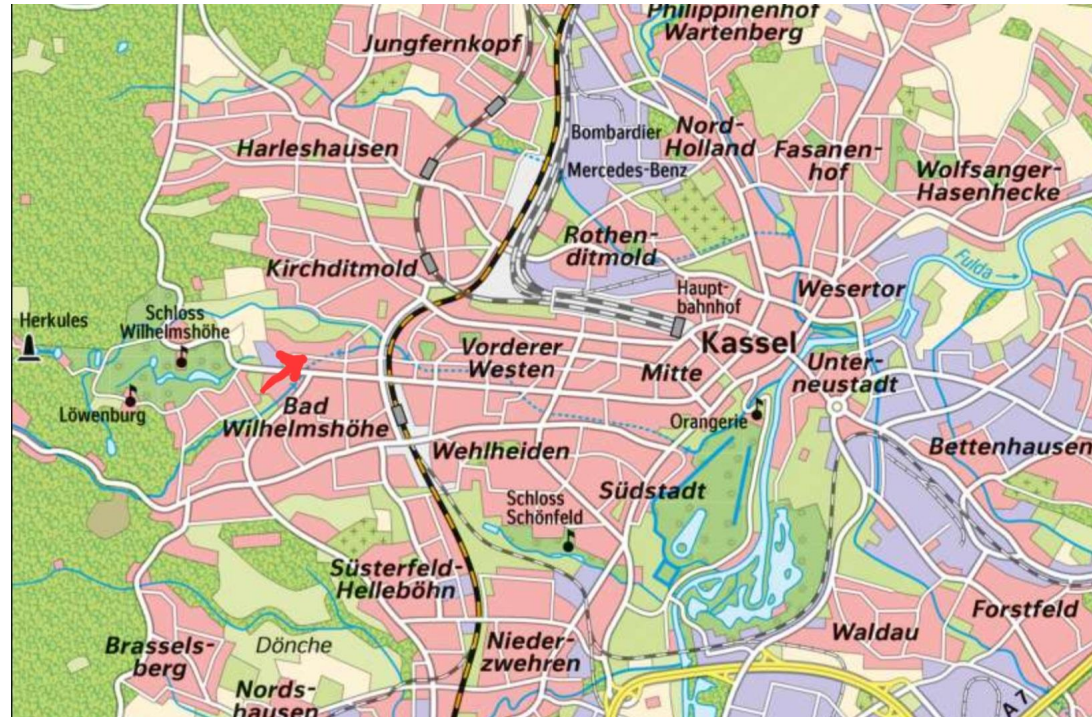 Philippinenhof
Wartenberg
Jungfernkopf
Bombardier
Nord-
Holland
Harleshausen
Fasanen-
hof
Mercedes-Benz
Wolfsanger-
Hasenhecke
Rothen-
ditmold
Kirchditmold
Fulda
Haupt-
bahnhof
Wesertor
Herkules
Schloss
Wilhelmshöhe
Kassel
Vorderer
Westen
Mitte
Unter-
neustadt
Löwenburg
Bad
Wilhelmshöhe
Orangerie
Wehlheiden
Bettenhausen
Schloss
Schönfeld
Südstadt
Süsterfeld-
Helleböhn
Forstfeld
Brassels-
berg
Dönche
Nieder-
zwehren
Waldau
Nords-
hausen
A 7